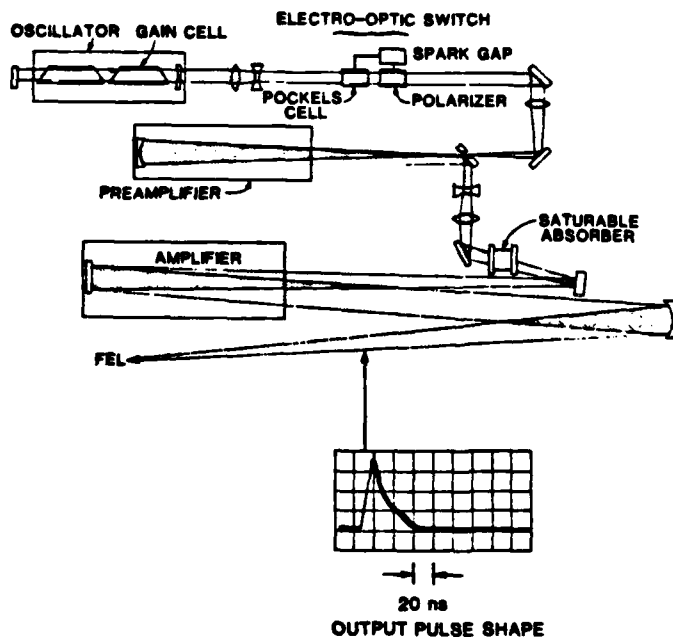 ELECTRO-OPTIC SWITCH
OSCILLATOR GAIN CELL
SPARK GAP
POCKELS
CELL
POLARIZER
PREAMPLIFIER
SATURABLE
ABSORBER
AMPLIFIER
FEL
20 ns
OUTPUT PULSE SHAPE